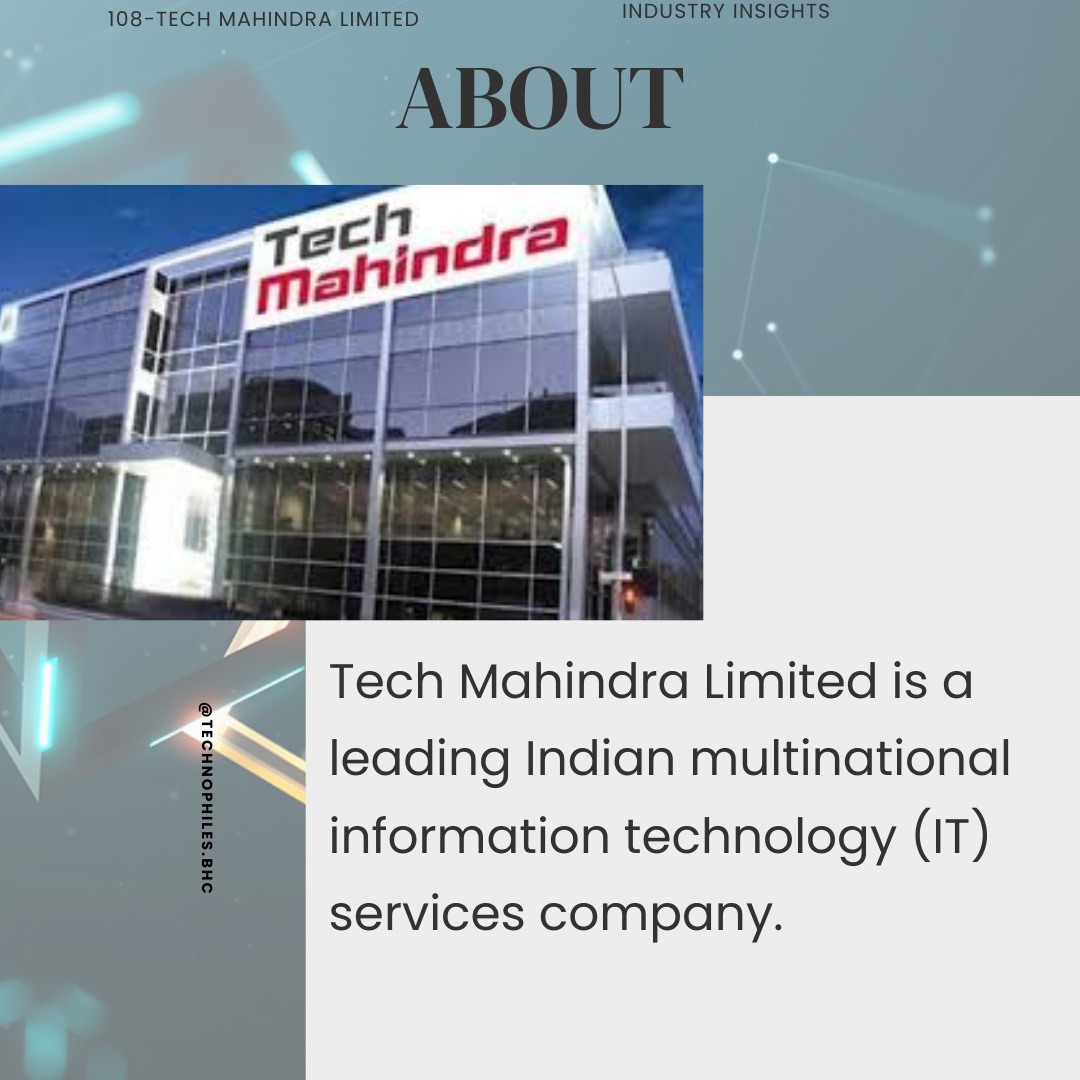 108-TECH MAHINDRA LIMITED
INDUSTRY INSIGHTS
ABOUT
Tech
Mahindra
Tech Mahindra Limited is a
leading Indian multinational
information technology (IT)
services company.
@TECHNOPHILES.BHC